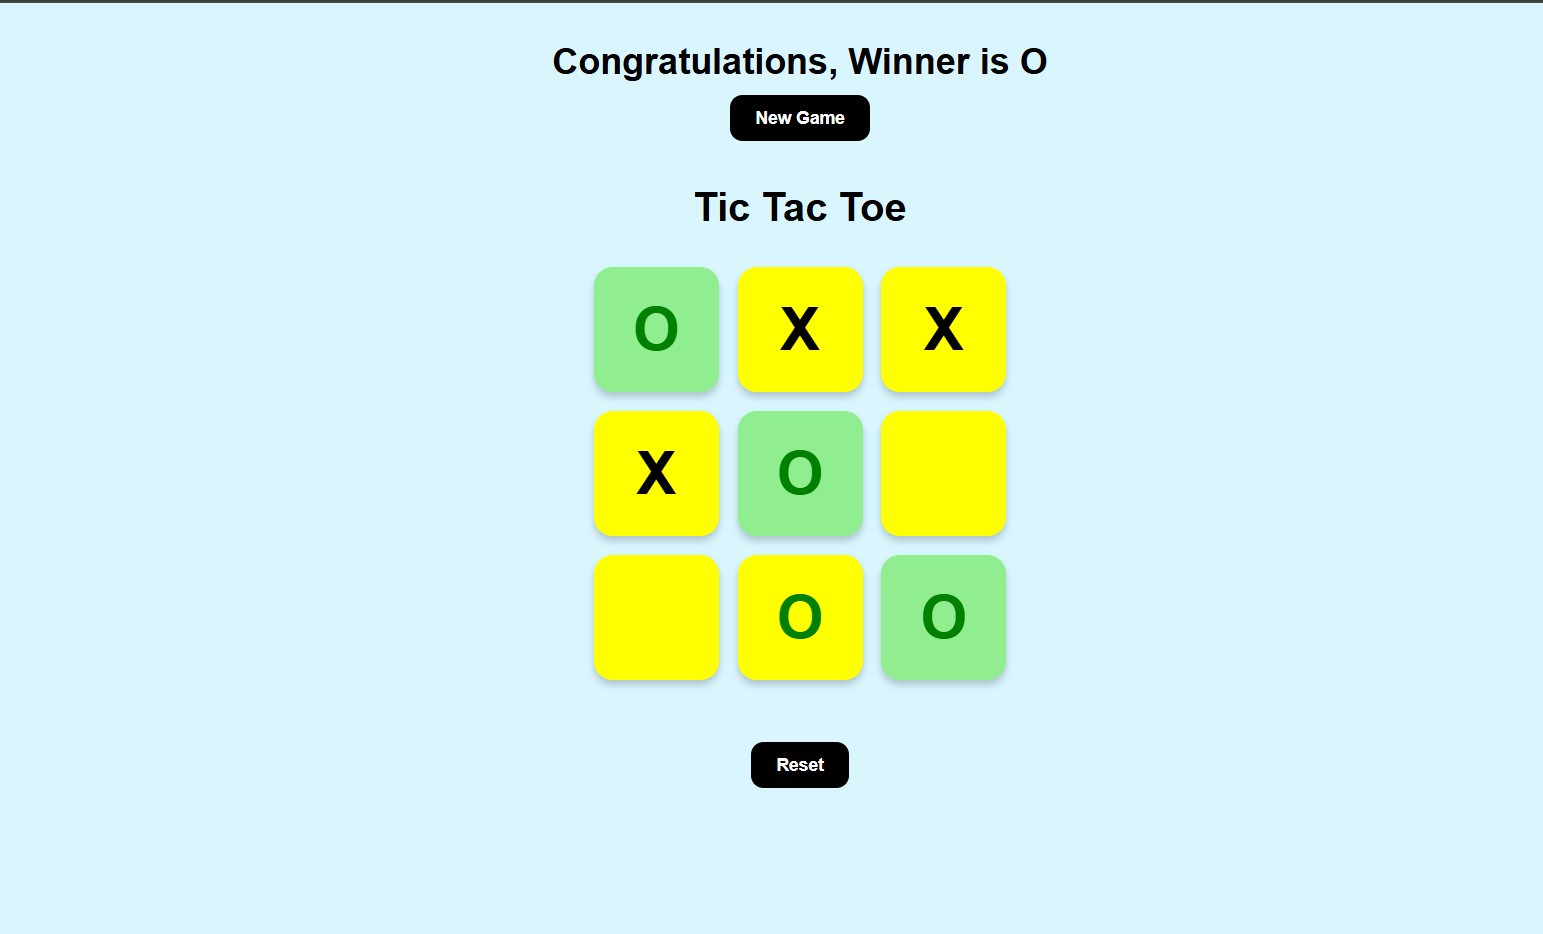 Congratulations, Winner is O
New Game
Tic Tac Toe
O X X
X O
O O
Reset